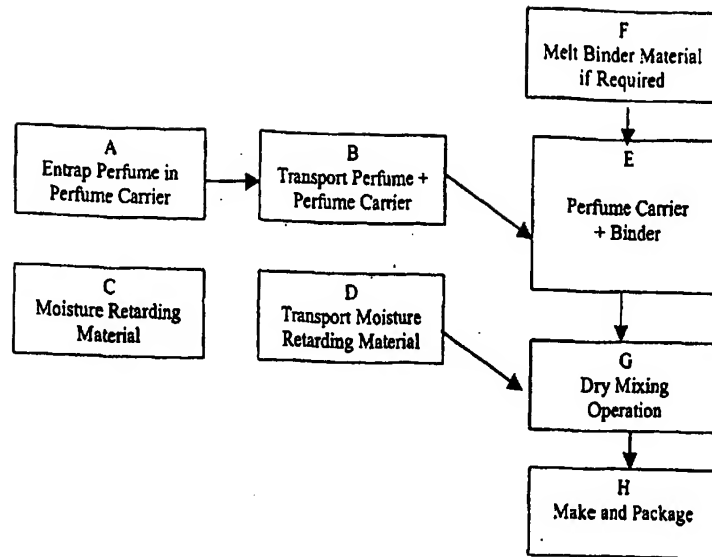 F
Melt Binder Material
if Required
A
Entrap Perfume in
Perfume Carrier
B
Transport Perfume +
Perfume Carrier
E
Perfume Carrier
+ Binder
C
Moisture Retarding
Material
D
Transport Moisture
Retarding Material
G
Dry Mixing
Operation
H
Make and Package